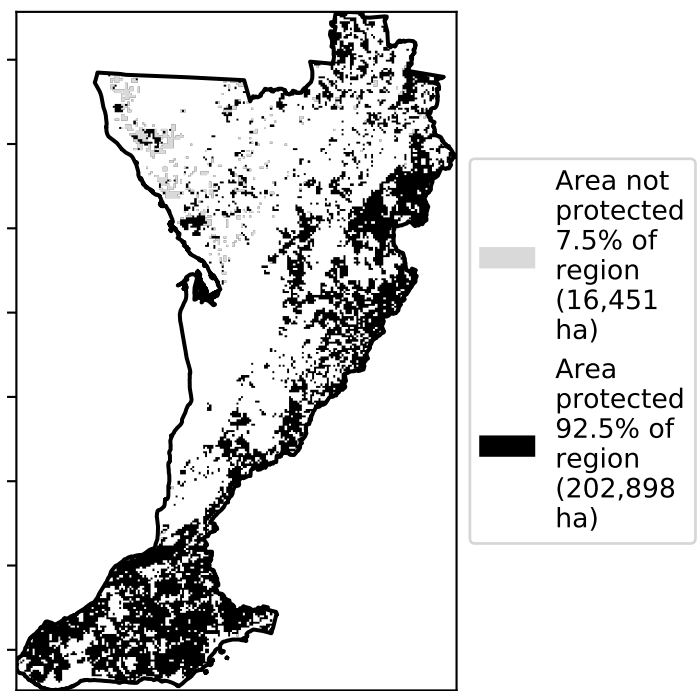 Area not
protected
7.5% of
region
(16,451
ha)
Area
protected
92.5% of
region
(202,898
ha)